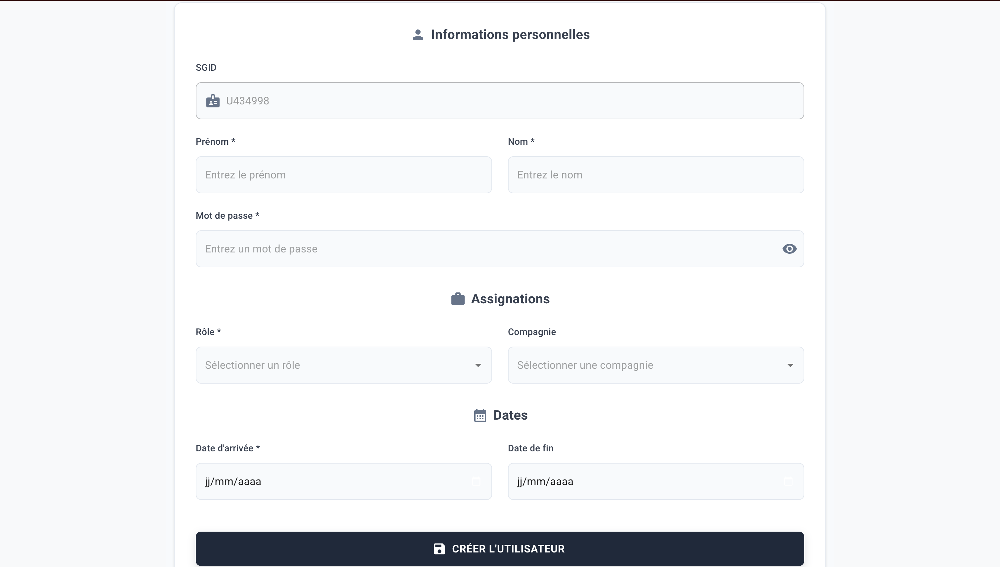 Informations personnelles
SGID
U434998
Prénom *
Nom *
Entrez le prénom
Entrez le nom
Mot de passe *
Entrez un mot de passe
Assignations
Rôle *
Compagnie
Sélectionner un rôle
Sélectionner une compagnie
Dates
Date d'arrivée *
Date de fin
jj/mm/aaaa
jj/mm/aaaa
CRÉER L'UTILISATEUR